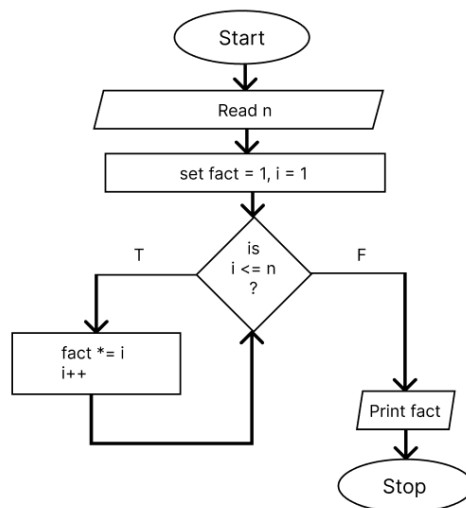 Start
Read n
set fact = 1, i = 1
is
i <= n
?
T
F
fact *= i
i++
Print fact
Stop